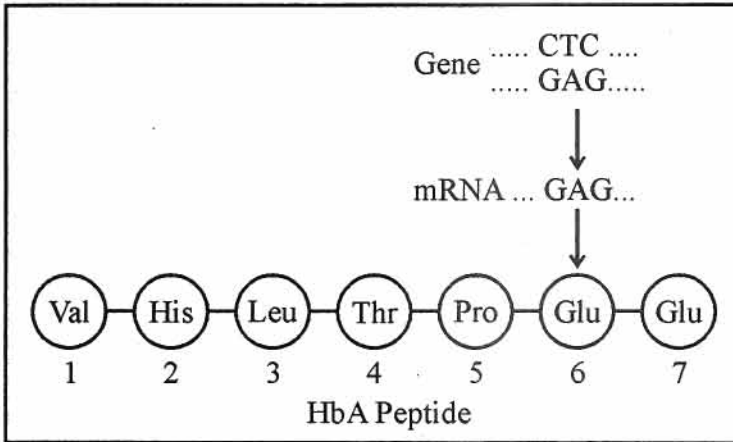 ..... CTC ....
Gene
..... GAG.....
mRNA ... GAG...
Val His Leu Thr Pro Glu Glu
1 2 3 4 5 6 7
HbA Peptide